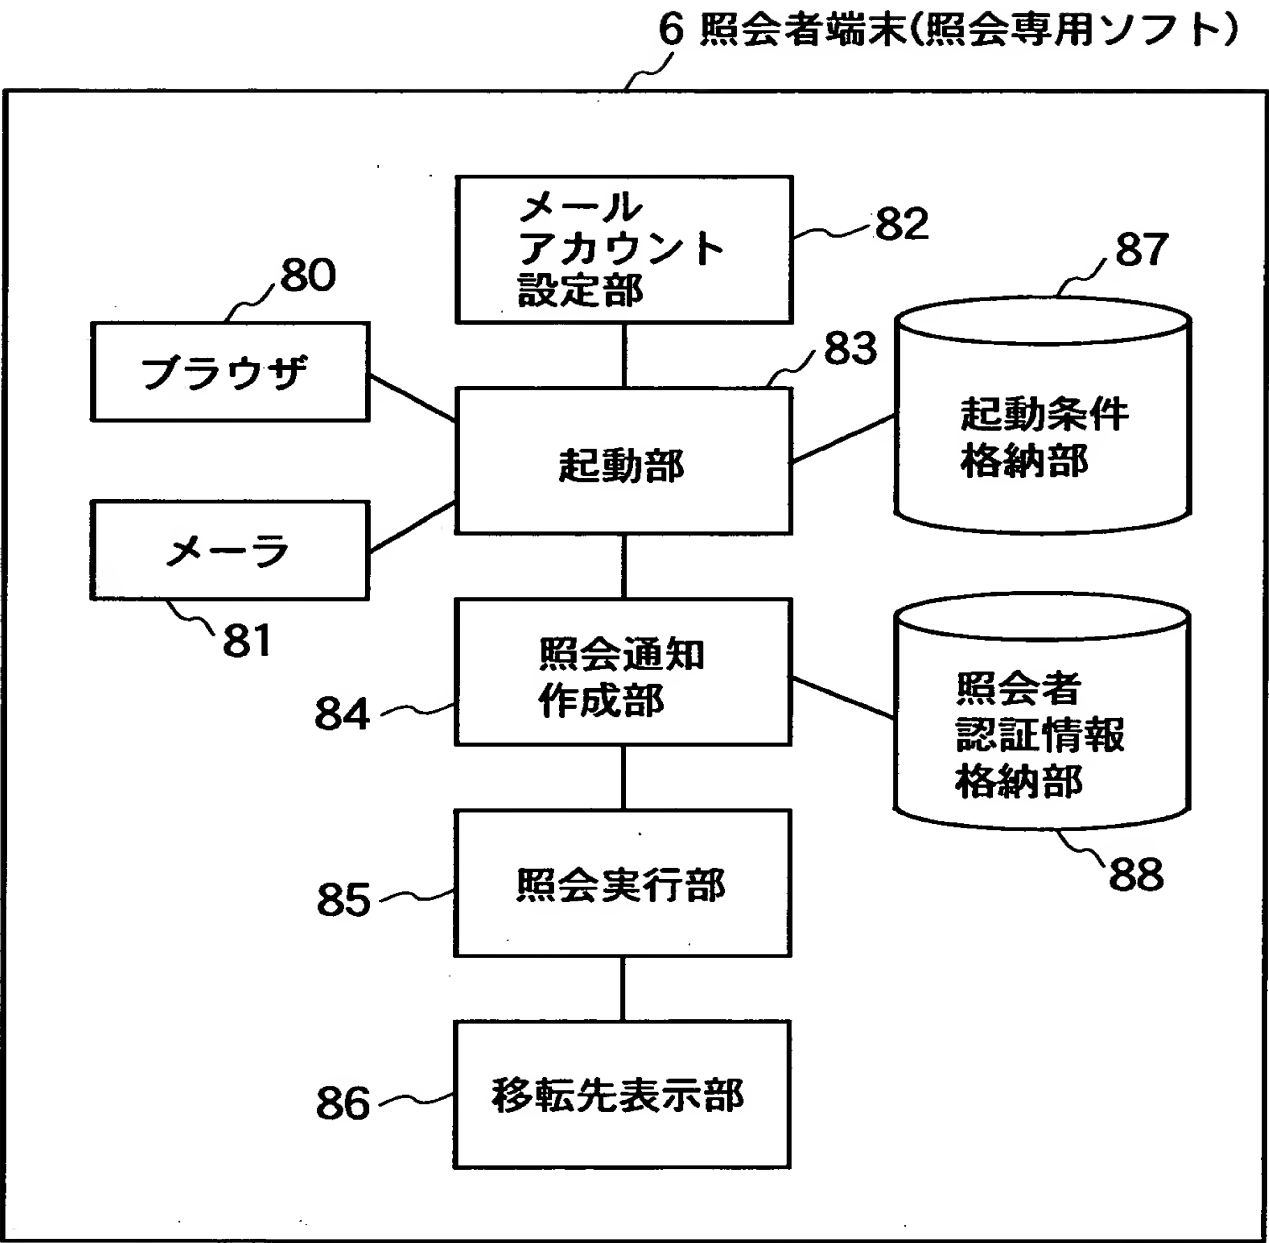 6 照会者端末(照会専用ソフト)
メール
アカウント
設定部
82
87
80
ブラウザ
83
起動部
起動条件
格納部
メーラ
81
照会通知
作成部
84
照会者
認証情報
格納部
88
照会実行部
85
移転先表示部
86